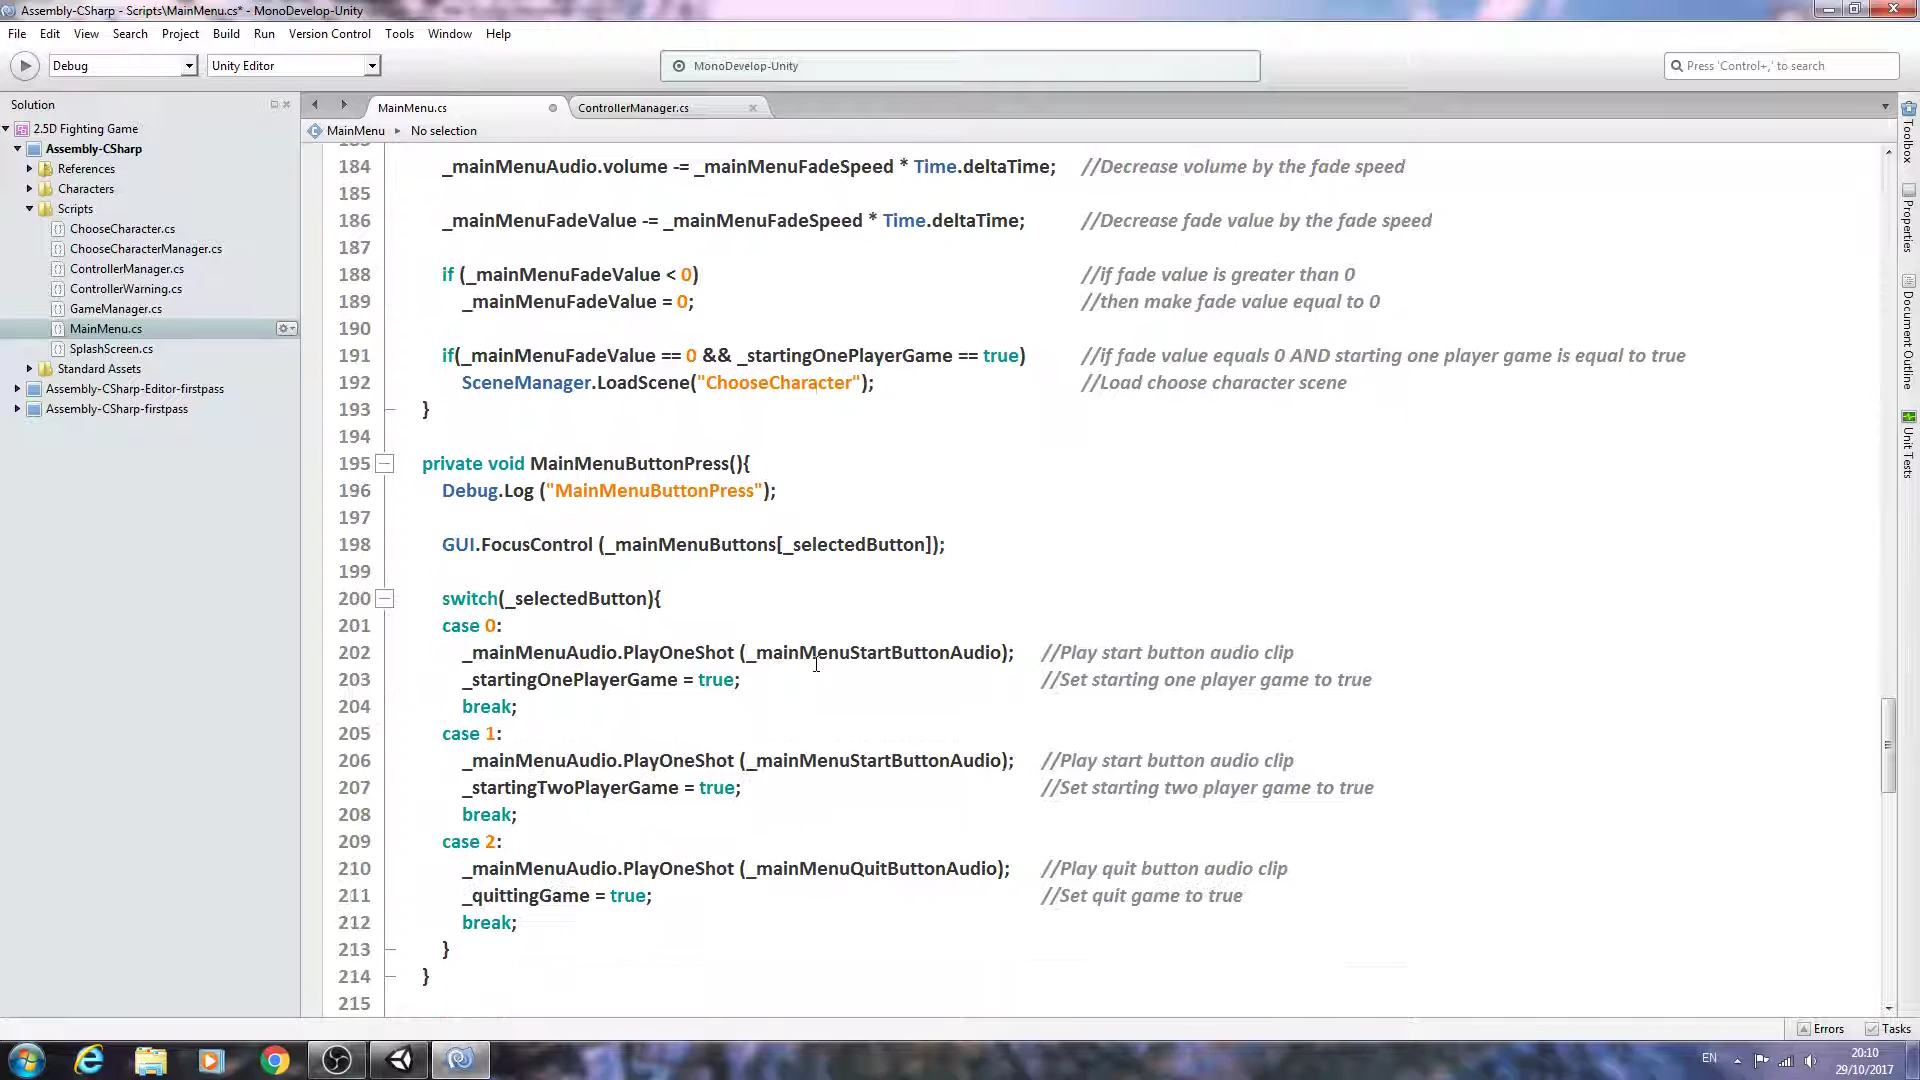 Assembly-CSharp - Scripts\MainMenu.cs* - MonoDevelop-Unity
File Edit View Search Project Build Run Version Control Tools Window Help
Debug Unity Editor MonoDevelop-Unity Press 'Control+,' to search
Solution
2.5D Fighting Game
Assembly-CSharp
References
Characters
Scripts
ChooseCharacter.cs
ChooseCharacterManager.cs
ControllerManager.cs
ControllerWarning.cs
GameManager.cs
MainMenu.cs
SplashScreen.cs
Standard Assets
Assembly-CSharp-Editor-firstpass
Assembly-CSharp-firstpass
MainMenu.cs ControllerManager.cs
MainMenu No selection
184 _mainMenuAudio.volume -= _mainMenuFadeSpeed * Time.deltaTime; //Decrease volume by the fade speed
185
186 _mainMenuFadeValue -= _mainMenuFadeSpeed * Time.deltaTime; //Decrease fade value by the fade speed
187
188 if (_mainMenuFadeValue < 0) //if fade value is greater than 0
189 _mainMenuFadeValue = 0; //then make fade value equal to 0
190
191 if(_mainMenuFadeValue == 0 && _startingOnePlayerGame == true) //if fade value equals 0 AND starting one player game is equal to true
192 SceneManager.LoadScene("ChooseCharacter"); //Load choose character scene
193 }
194
195 private void MainMenuButtonPress(){
196 Debug.Log ("MainMenuButtonPress");
197
198 GUI.FocusControl (_mainMenuButtons[_selectedButton]);
199
200 switch(_selectedButton){
201 case 0:
202 _mainMenuAudio.PlayOneShot (_mainMenuStartButtonAudio); //Play start button audio clip
203 _startingOnePlayerGame = true; //Set starting one player game to true
204 break;
205 case 1:
206 _mainMenuAudio.PlayOneShot (_mainMenuStartButtonAudio); //Play start button audio clip
207 _startingTwoPlayerGame = true; //Set starting two player game to true
208 break;
209 case 2:
210 _mainMenuAudio.PlayOneShot (_mainMenuQuitButtonAudio); //Play quit button audio clip
211 _quittingGame = true; //Set quit game to true
212 break;
213 }
214 }
215
Toolbox
Properties
Document Outline
Unit Tests
Errors Tasks
EN
20:10
29/10/2017